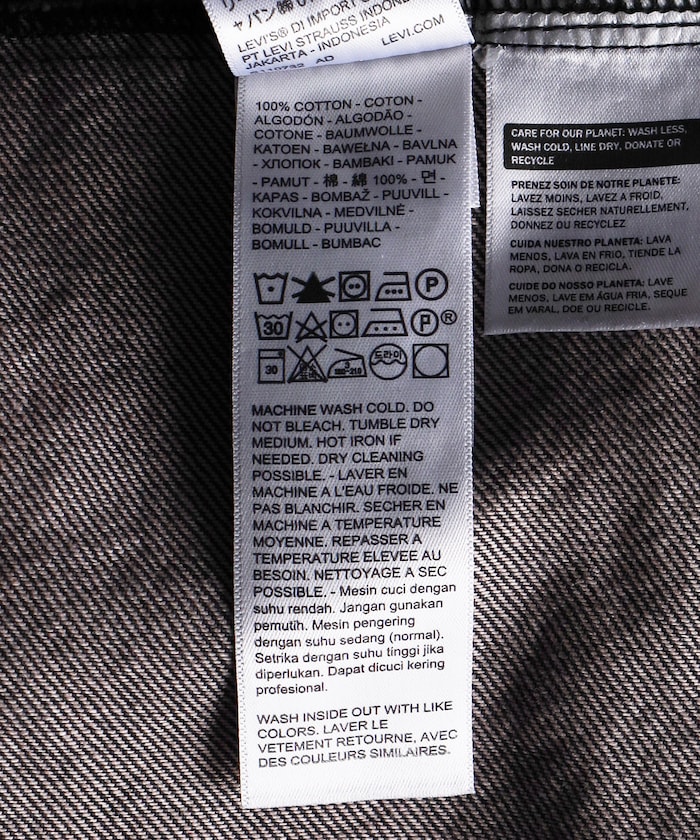 LEVI'S® DI IMPORT
PT LEVI STRAUSS INDONESIA
JAKARTA - INDONESIA
AD LEVI.COM
100% COTTON - COTON -
ALGODÓN - ALGODÃO -
COTONE - BAUMWOLLE -
KATOEN - BAWEŁNA - BAVLNA
- ХЛОПОК - BAMBAKI - PAMUK
- PAMUT - 棉 - 綿 100% - 면 -
KAPAS - BOMBAŽ - PUUVILL -
KOKVILNA - MEDVILNĖ -
BOMULD - PUUVILLA -
BOMULL - BUMBAC
P
30 P®
30 3 드라이
MACHINE WASH COLD. DO
NOT BLEACH. TUMBLE DRY
MEDIUM. HOT IRON IF
NEEDED. DRY CLEANING
POSSIBLE. - LAVER EN
MACHINE A L'EAU FROIDE. NE
PAS BLANCHIR. SECHER EN
MACHINE A TEMPERATURE
MOYENNE. REPASSER A
TEMPERATURE ELEVEE AU
BESOIN. NETTOYAGE A SEC
POSSIBLE. - Mesin cuci dengan
suhu rendah. Jangan gunakan
pemutih. Mesin pengering
dengan suhu sedang (normal).
Setrika dengan suhu tinggi jika
diperlukan. Dapat dicuci kering
profesional.
WASH INSIDE OUT WITH LIKE
COLORS. LAVER LE
VETEMENT RETOURNE, AVEC
DES COULEURS SIMILAIRES.
CARE FOR OUR PLANET: WASH LESS,
WASH COLD, LINE DRY, DONATE OR
RECYCLE
PRENEZ SOIN DE NOTRE PLANETE:
LAVEZ MOINS, LAVEZ A FROID,
LAISSEZ SECHER NATURELLEMENT,
DONNEZ OU RECYCLEZ
CUIDA NUESTRO PLANETA: LAVA
MENOS, LAVA EN FRIO, TIENDE LA
ROPA, DONA O RECICLA.
CUIDE DO NOSSO PLANETA: LAVE
MENOS, LAVE EM ÁGUA FRIA, SEQUE
EM VARAL, DOE OU RECICLE.